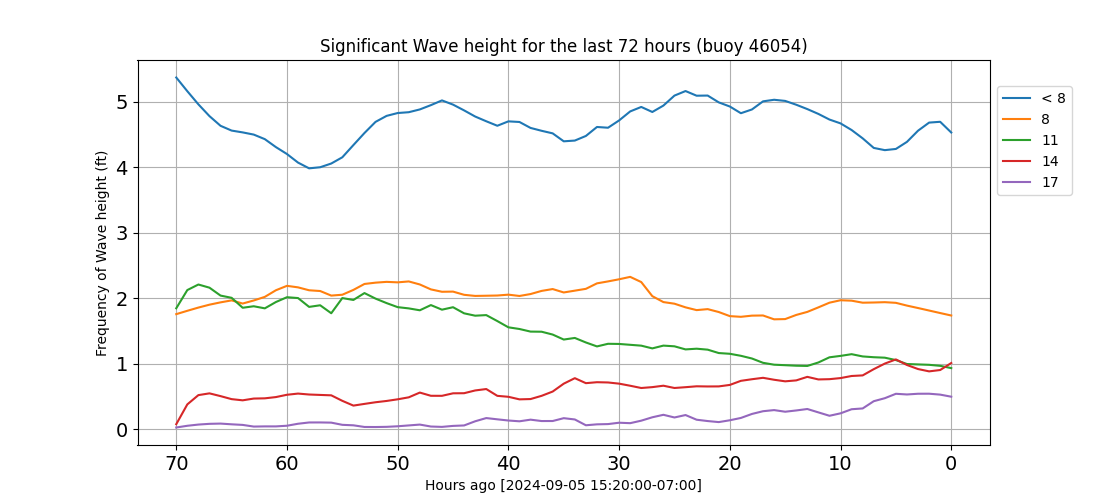 Significant Wave height for the last 72 hours (buoy 46054)
Frequency of Wave height (ft)
5
4
3
2
1
0
70 60 50 40 30 20 10 0
Hours ago [2024-09-05 15:20:00-07:00]
< 8
8
11
14
17